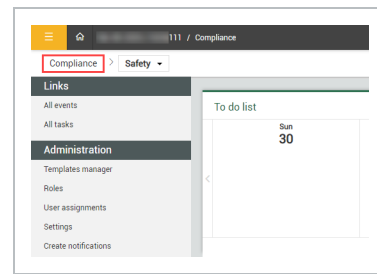 111 / Compliance
Compliance > Safety
Links
All events
All tasks
Administration
Templates manager
Roles
User assignments
Settings
Create notifications
To do list
Sun
30